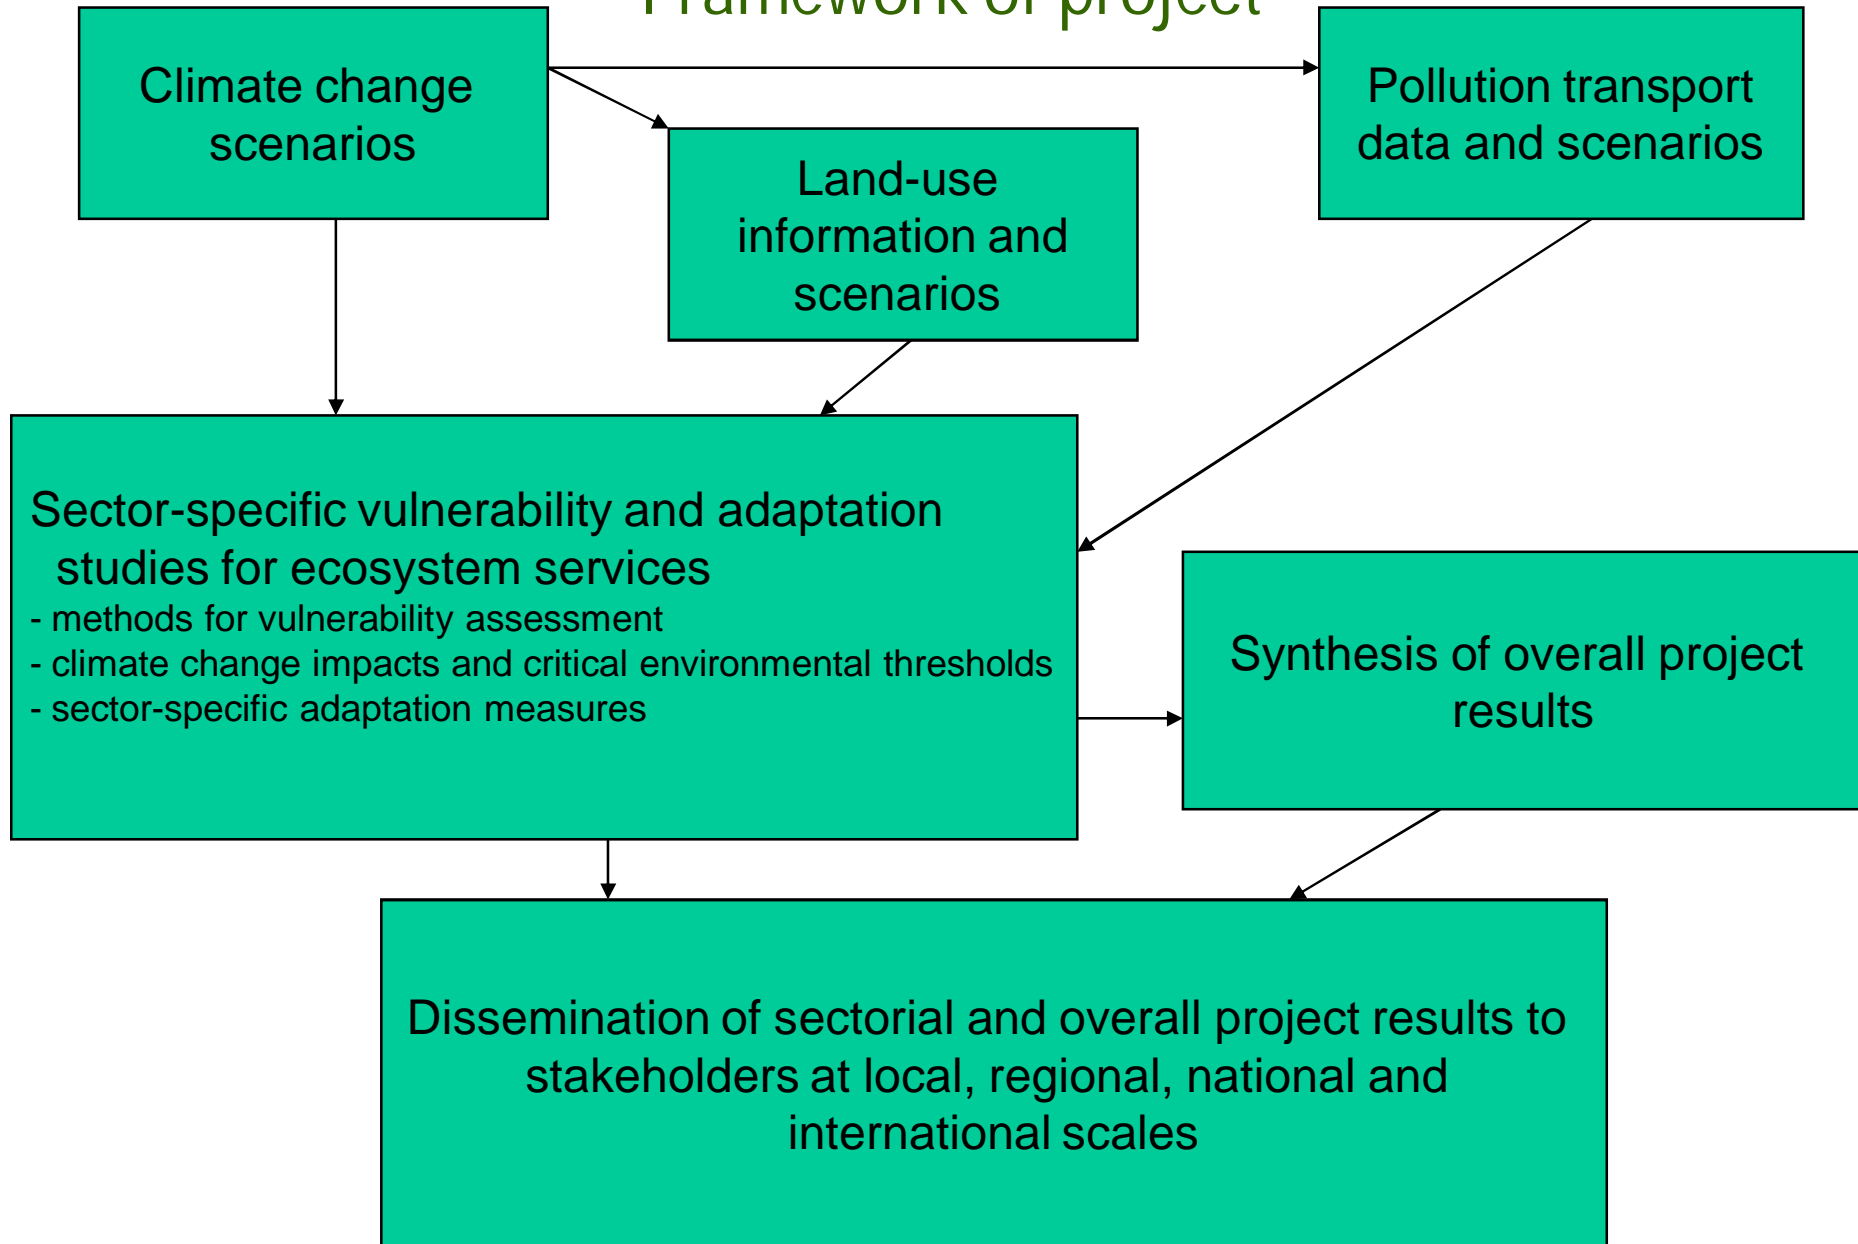 Framework of project
Climate change
scenarios
Pollution transport
data and scenarios
Land-use
information and
scenarios
Sector-specific vulnerability and adaptation
studies for ecosystem services
- methods for vulnerability assessment
- climate change impacts and critical environmental thresholds
- sector-specific adaptation measures
Synthesis of overall project
results
Dissemination of sectorial and overall project results to
stakeholders at local, regional, national and
international scales